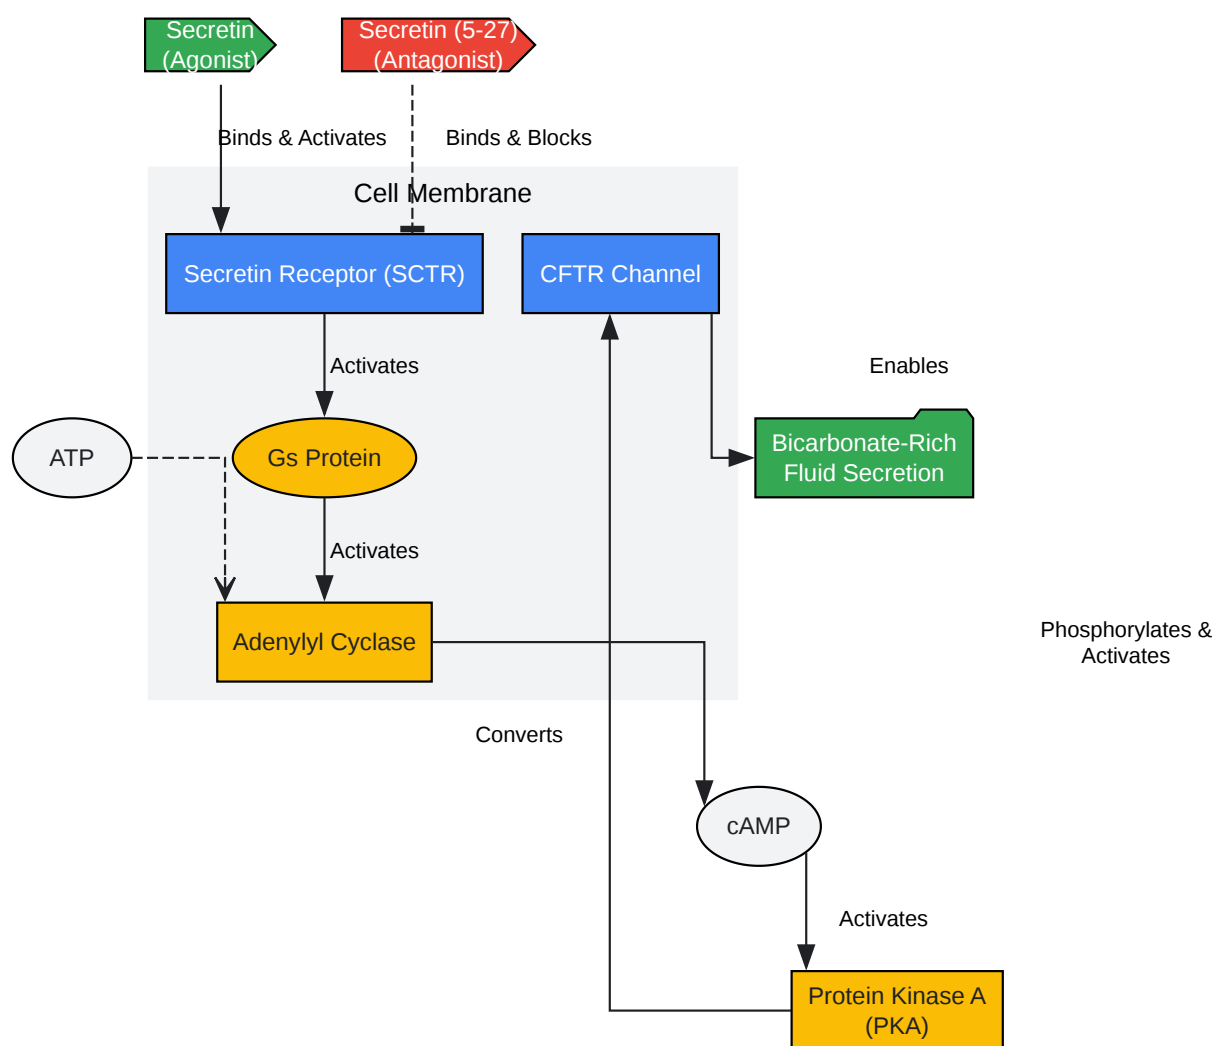 Secretin
(Agonist)
Secretin (5-27)
(Antagonist)
Binds & Activates
Binds & Blocks
Cell Membrane
Secretin Receptor (SCTR)
CFTR Channel
Activates
Enables
ATP
Gs Protein
Bicarbonate-Rich
Fluid Secretion
Activates
Adenylyl Cyclase
Phosphorylates &
Activates
Converts
cAMP
Activates
Protein Kinase A
(PKA)